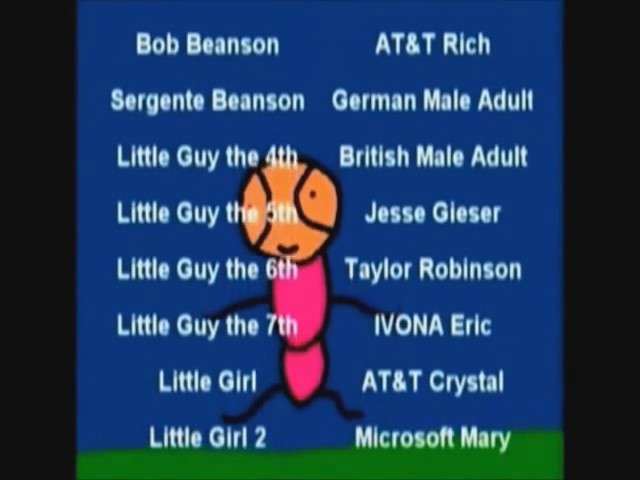 Bob Beanson AT&T Rich
Sergente Beanson German Male Adult
Little Guy the 4th British Male Adult
Little Guy the 5th Jesse Gieser
Little Guy the 6th Taylor Robinson
Little Guy the 7th IVONA Eric
Little Girl AT&T Crystal
Little Girl 2 Microsoft Mary